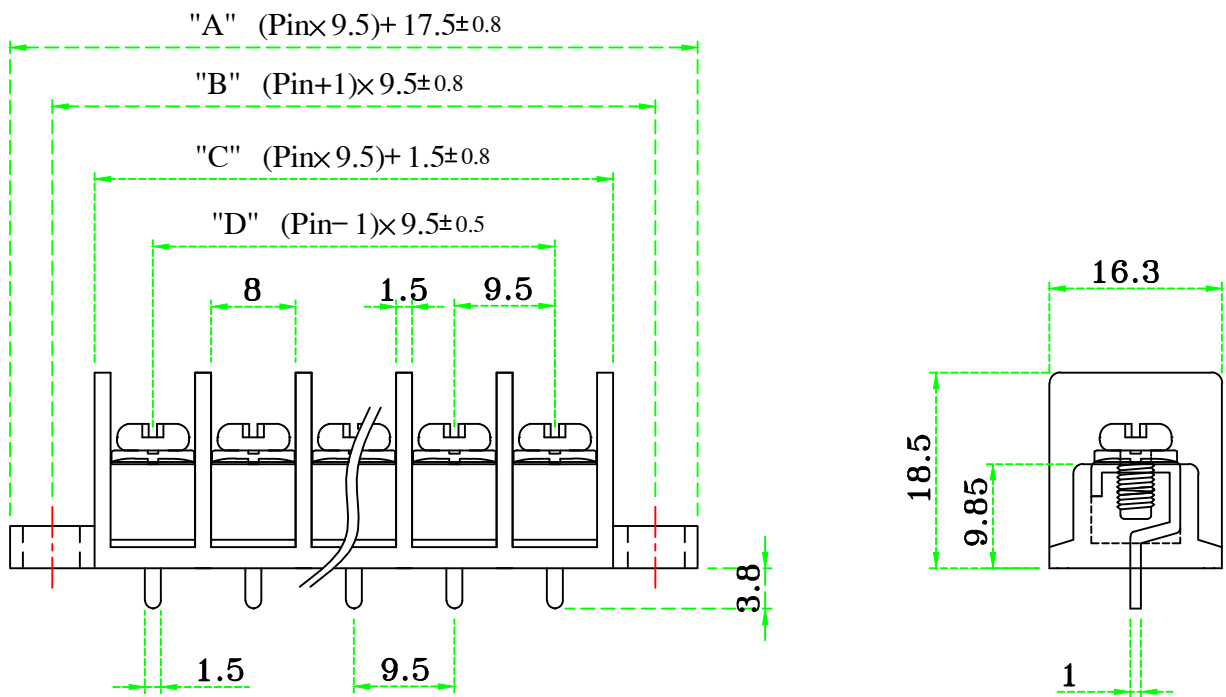 "A" (Pin×9.5)+17.5±0.8
"B" (Pin+1)×9.5±0.8
"C" (Pin×9.5)+1.5±0.8
"D" (Pin−1)×9.5±0.5
8
1.5
9.5
16.3
18.5
9.85
3.8
1.5
9.5
1